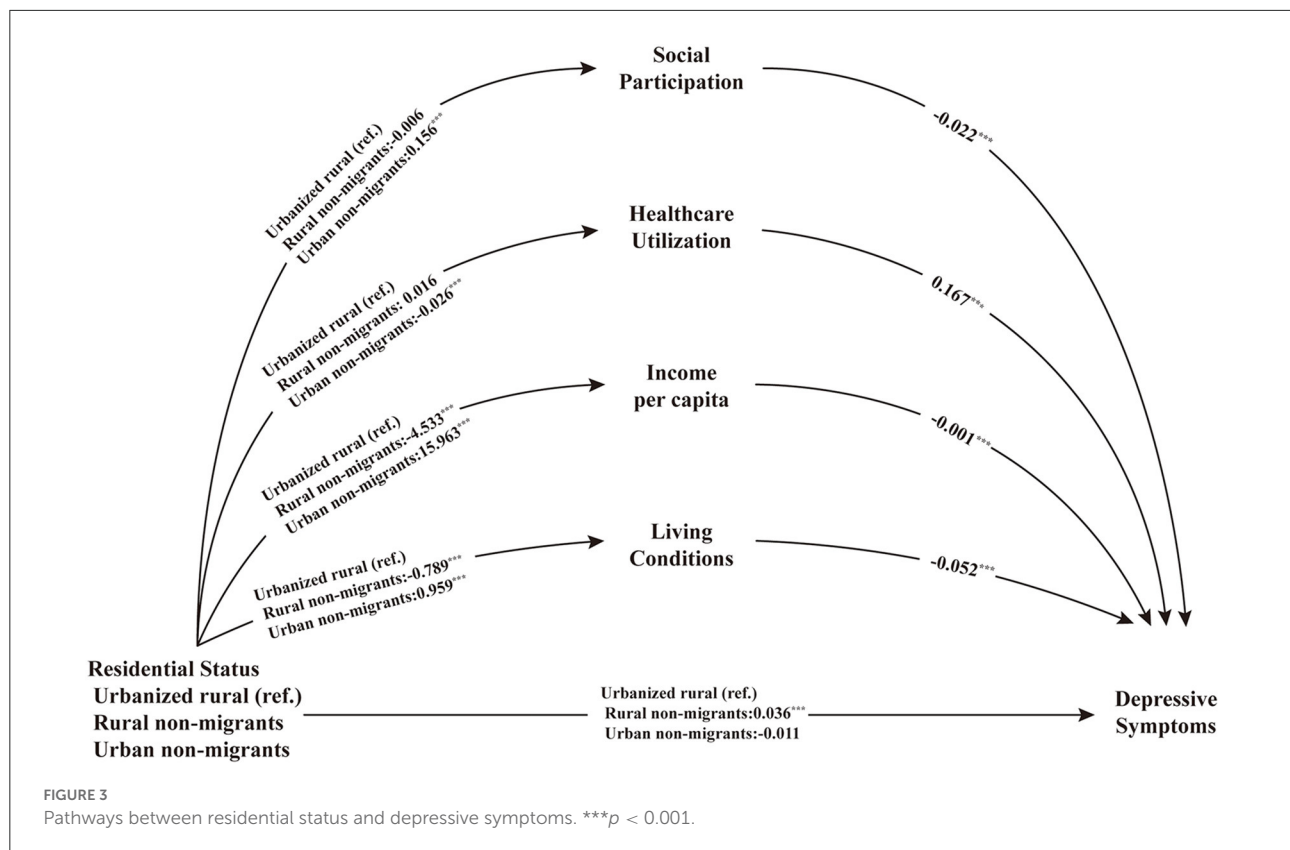 Social
Participation
-0.022***
Urbanized rural (ref.)
Rural non-migrants:-0.006
Urban non-migrants:0.156***
Healthcare
Utilization
0.167***
Urbanized rural (ref.)
Rural non-migrants: 0.016
Urban non-migrants:-0.026***
Income
per capita
-0.001***
Urbanized rural (ref.)
Rural non-migrants:-4.533***
Urban non-migrants:15.963***
Living
Conditions
-0.052***
Urbanized rural (ref.)
Rural non-migrants:-0.789***
Urban non-migrants:0.959***
Residential Status
Urbanized rural (ref.)
Rural non-migrants
Urban non-migrants
Urbanized rural (ref.)
Rural non-migrants:0.036***
Urban non-migrants:-0.011
Depressive
Symptoms
FIGURE 3
Pathways between residential status and depressive symptoms. ***p < 0.001.